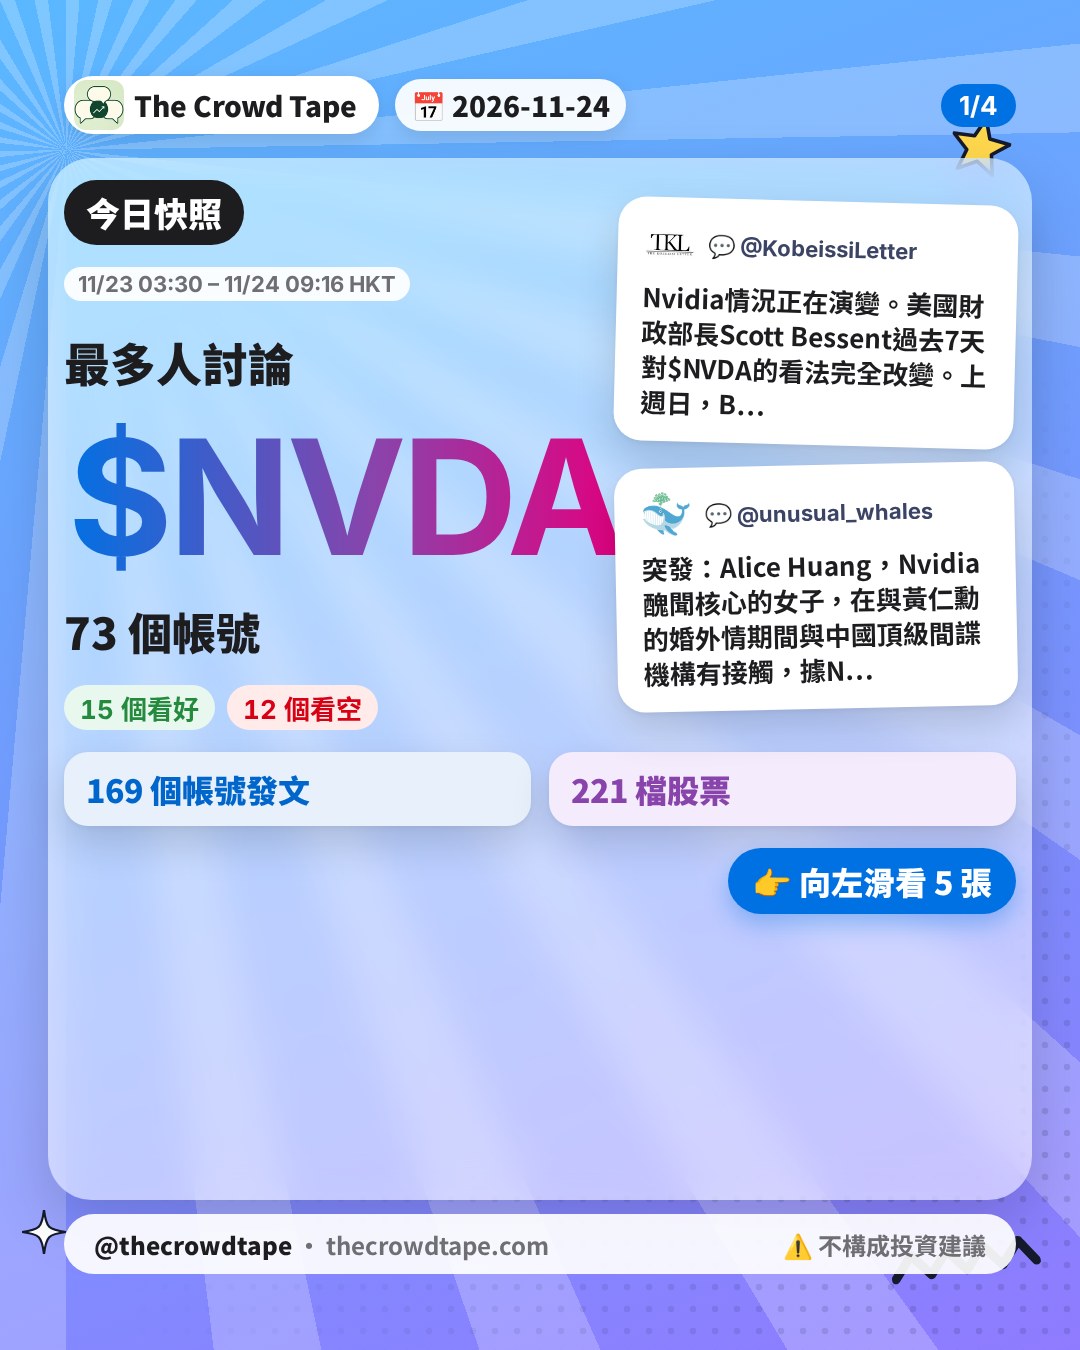 The Crowd Tape
July
17
2026-11-24
1/4
今日快照
11/23 03:30 – 11/24 09:16 HKT
最多人討論
$NVDA
73 個帳號
15 個看好
12 個看空
TKL
@KobeissiLetter
Nvidia情況正在演變。美國財
政部長Scott Bessent過去7天
對$NVDA的看法完全改變。上
週日，B…
@unusual_whales
突發：Alice Huang，Nvidia
醜聞核心的女子，在與黃仁勳
的婚外情期間與中國頂級間諜
機構有接觸，據N…
169 個帳號發文
221 檔股票
向左滑看 5 張
@thecrowdtape · thecrowdtape.com
不構成投資建議